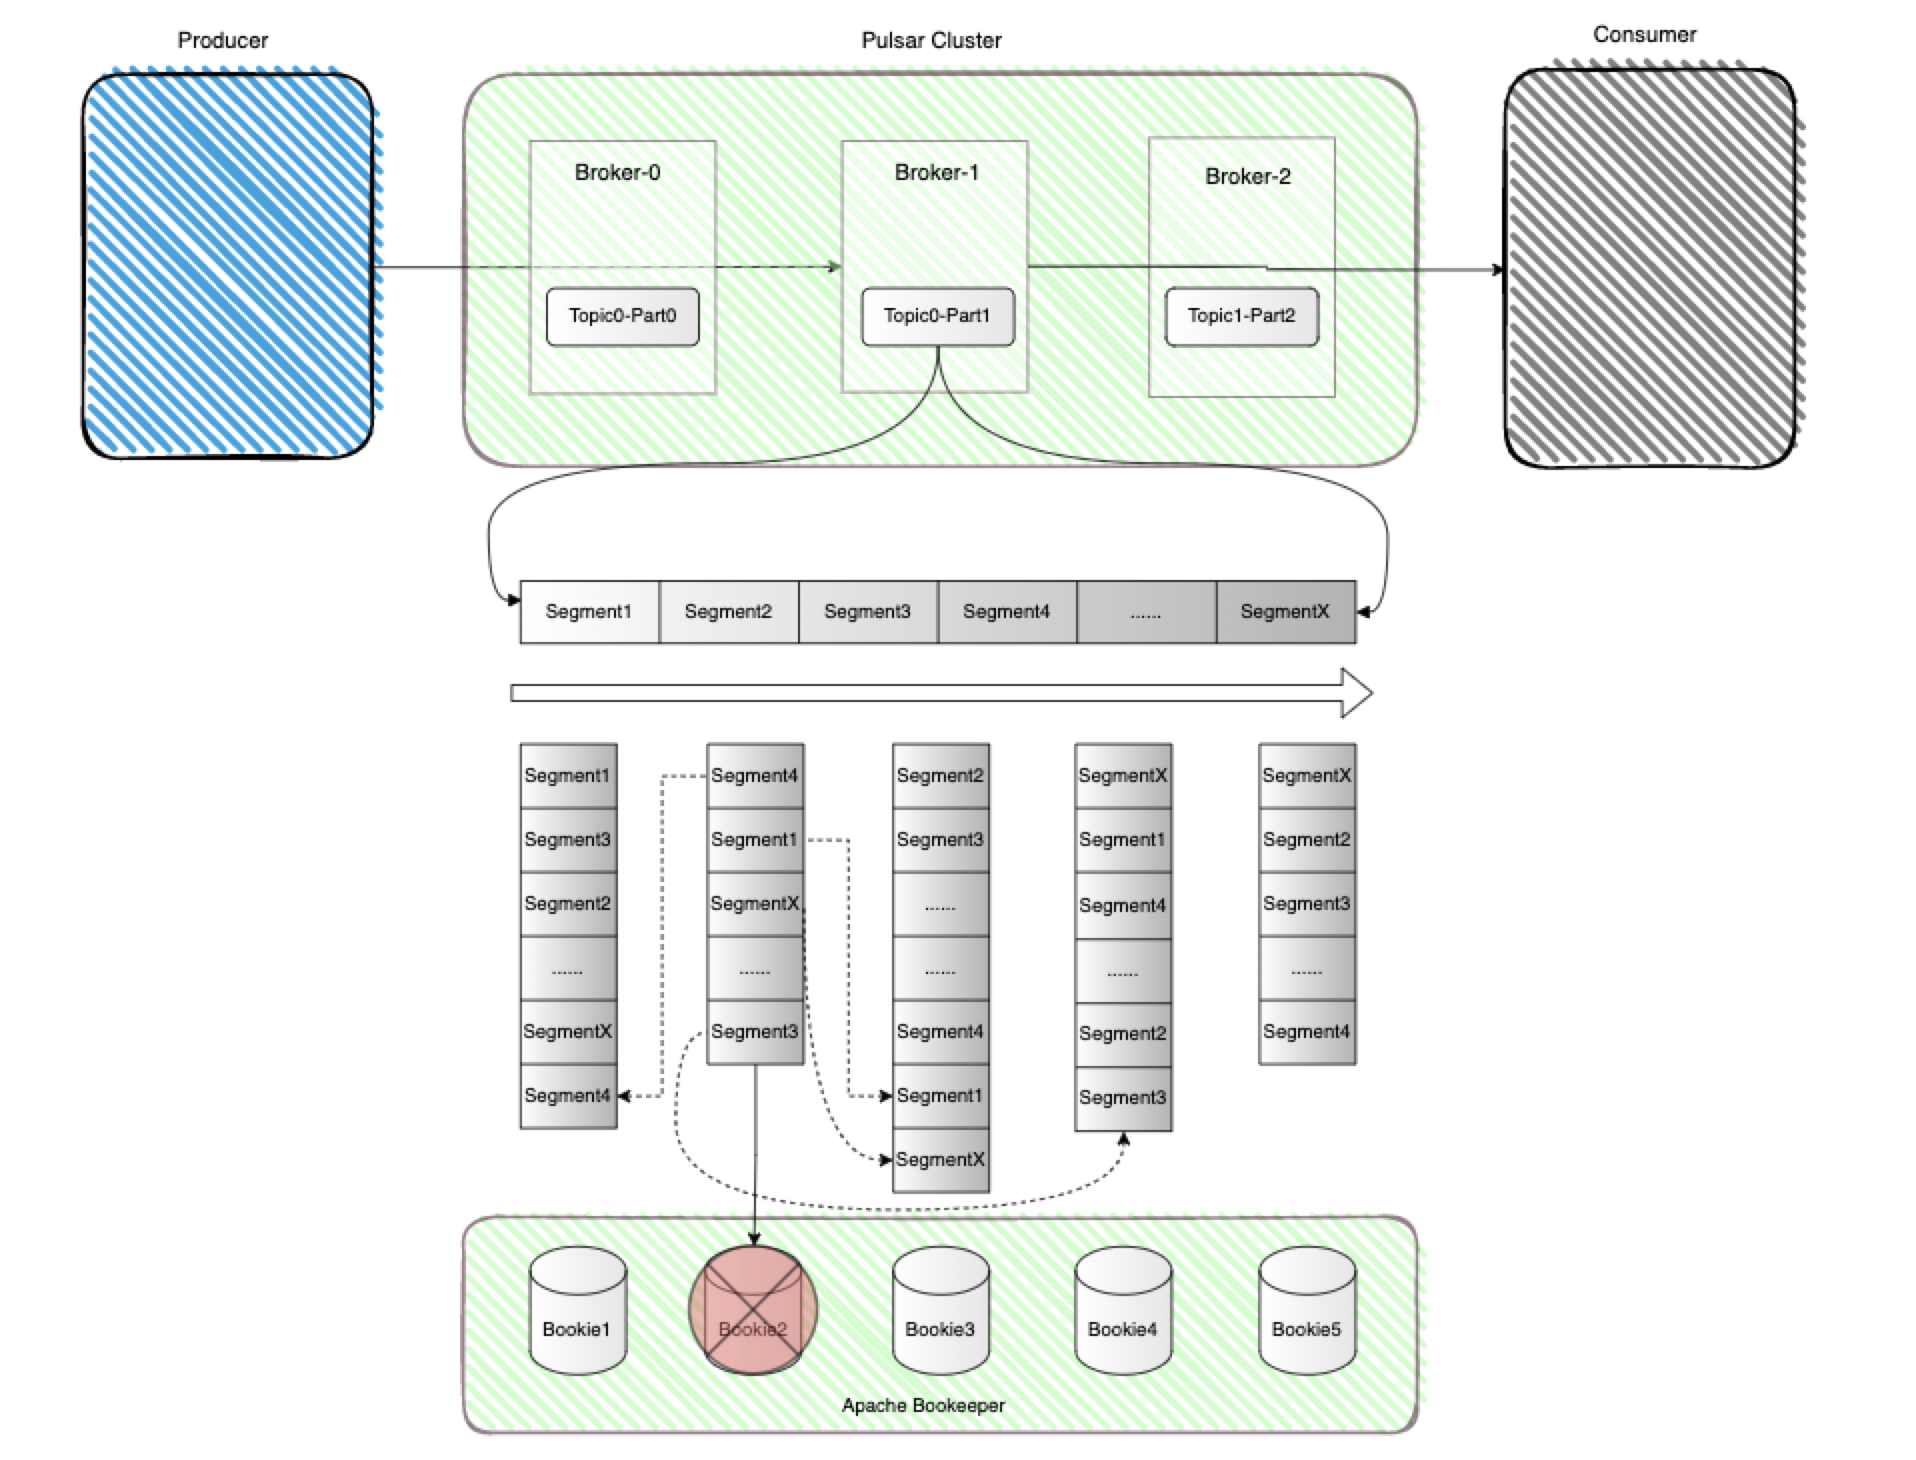 Producer
Pulsar Cluster
Consumer
Broker-0
Broker-1
Broker-2
Topic0-Part0
Topic0-Part1
Topic1-Part2
Segment1
Segment2
Segment3
Segment4
......
SegmentX
Segment1
Segment3
Segment2
......
SegmentX
Segment4
Segment4
Segment1
SegmentX
......
Segment3
Segment2
Segment3
......
......
Segment4
Segment1
SegmentX
SegmentX
Segment1
Segment4
......
Segment2
Segment3
SegmentX
Segment2
Segment3
......
Segment4
Bookie1
Bookie2
Bookie3
Bookie4
Bookie5
Apache Bookeeper